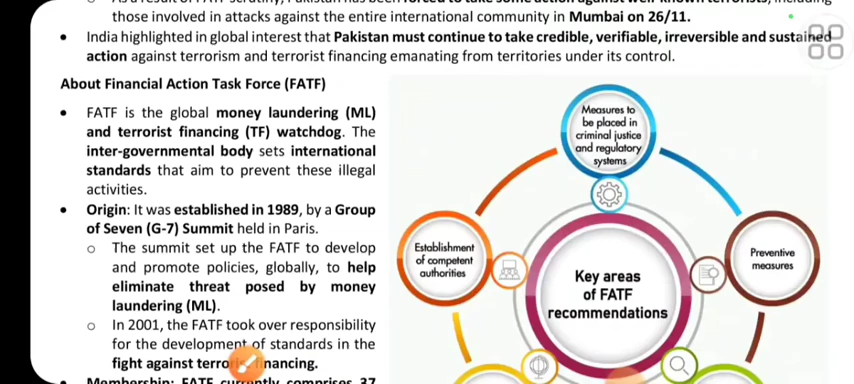 those involved in attacks against the entire international community in Mumbai on 26/11.
• India highlighted in global interest that Pakistan must continue to take credible, verifiable, irreversible and sustained
action against terrorism and terrorist financing emanating from territories under its control.
About Financial Action Task Force (FATF)
• FATF is the global money laundering (ML)
and terrorist financing (TF) watchdog. The
inter-governmental body sets international
standards that aim to prevent these illegal
activities.
• Origin: It was established in 1989, by a Group
of Seven (G-7) Summit held in Paris.
o The summit set up the FATF to develop
and promote policies, globally, to help
eliminate threat posed by money
laundering (ML).
o In 2001, the FATF took over responsibility
for the development of standards in the
fight against financing.
• Membership: FATF currently comprises 37
Measures to
be placed in
criminal justice
and regulatory
systems
Establishment
of competent
authorities
Preventive
measures
Key areas
of FATF
recommendations